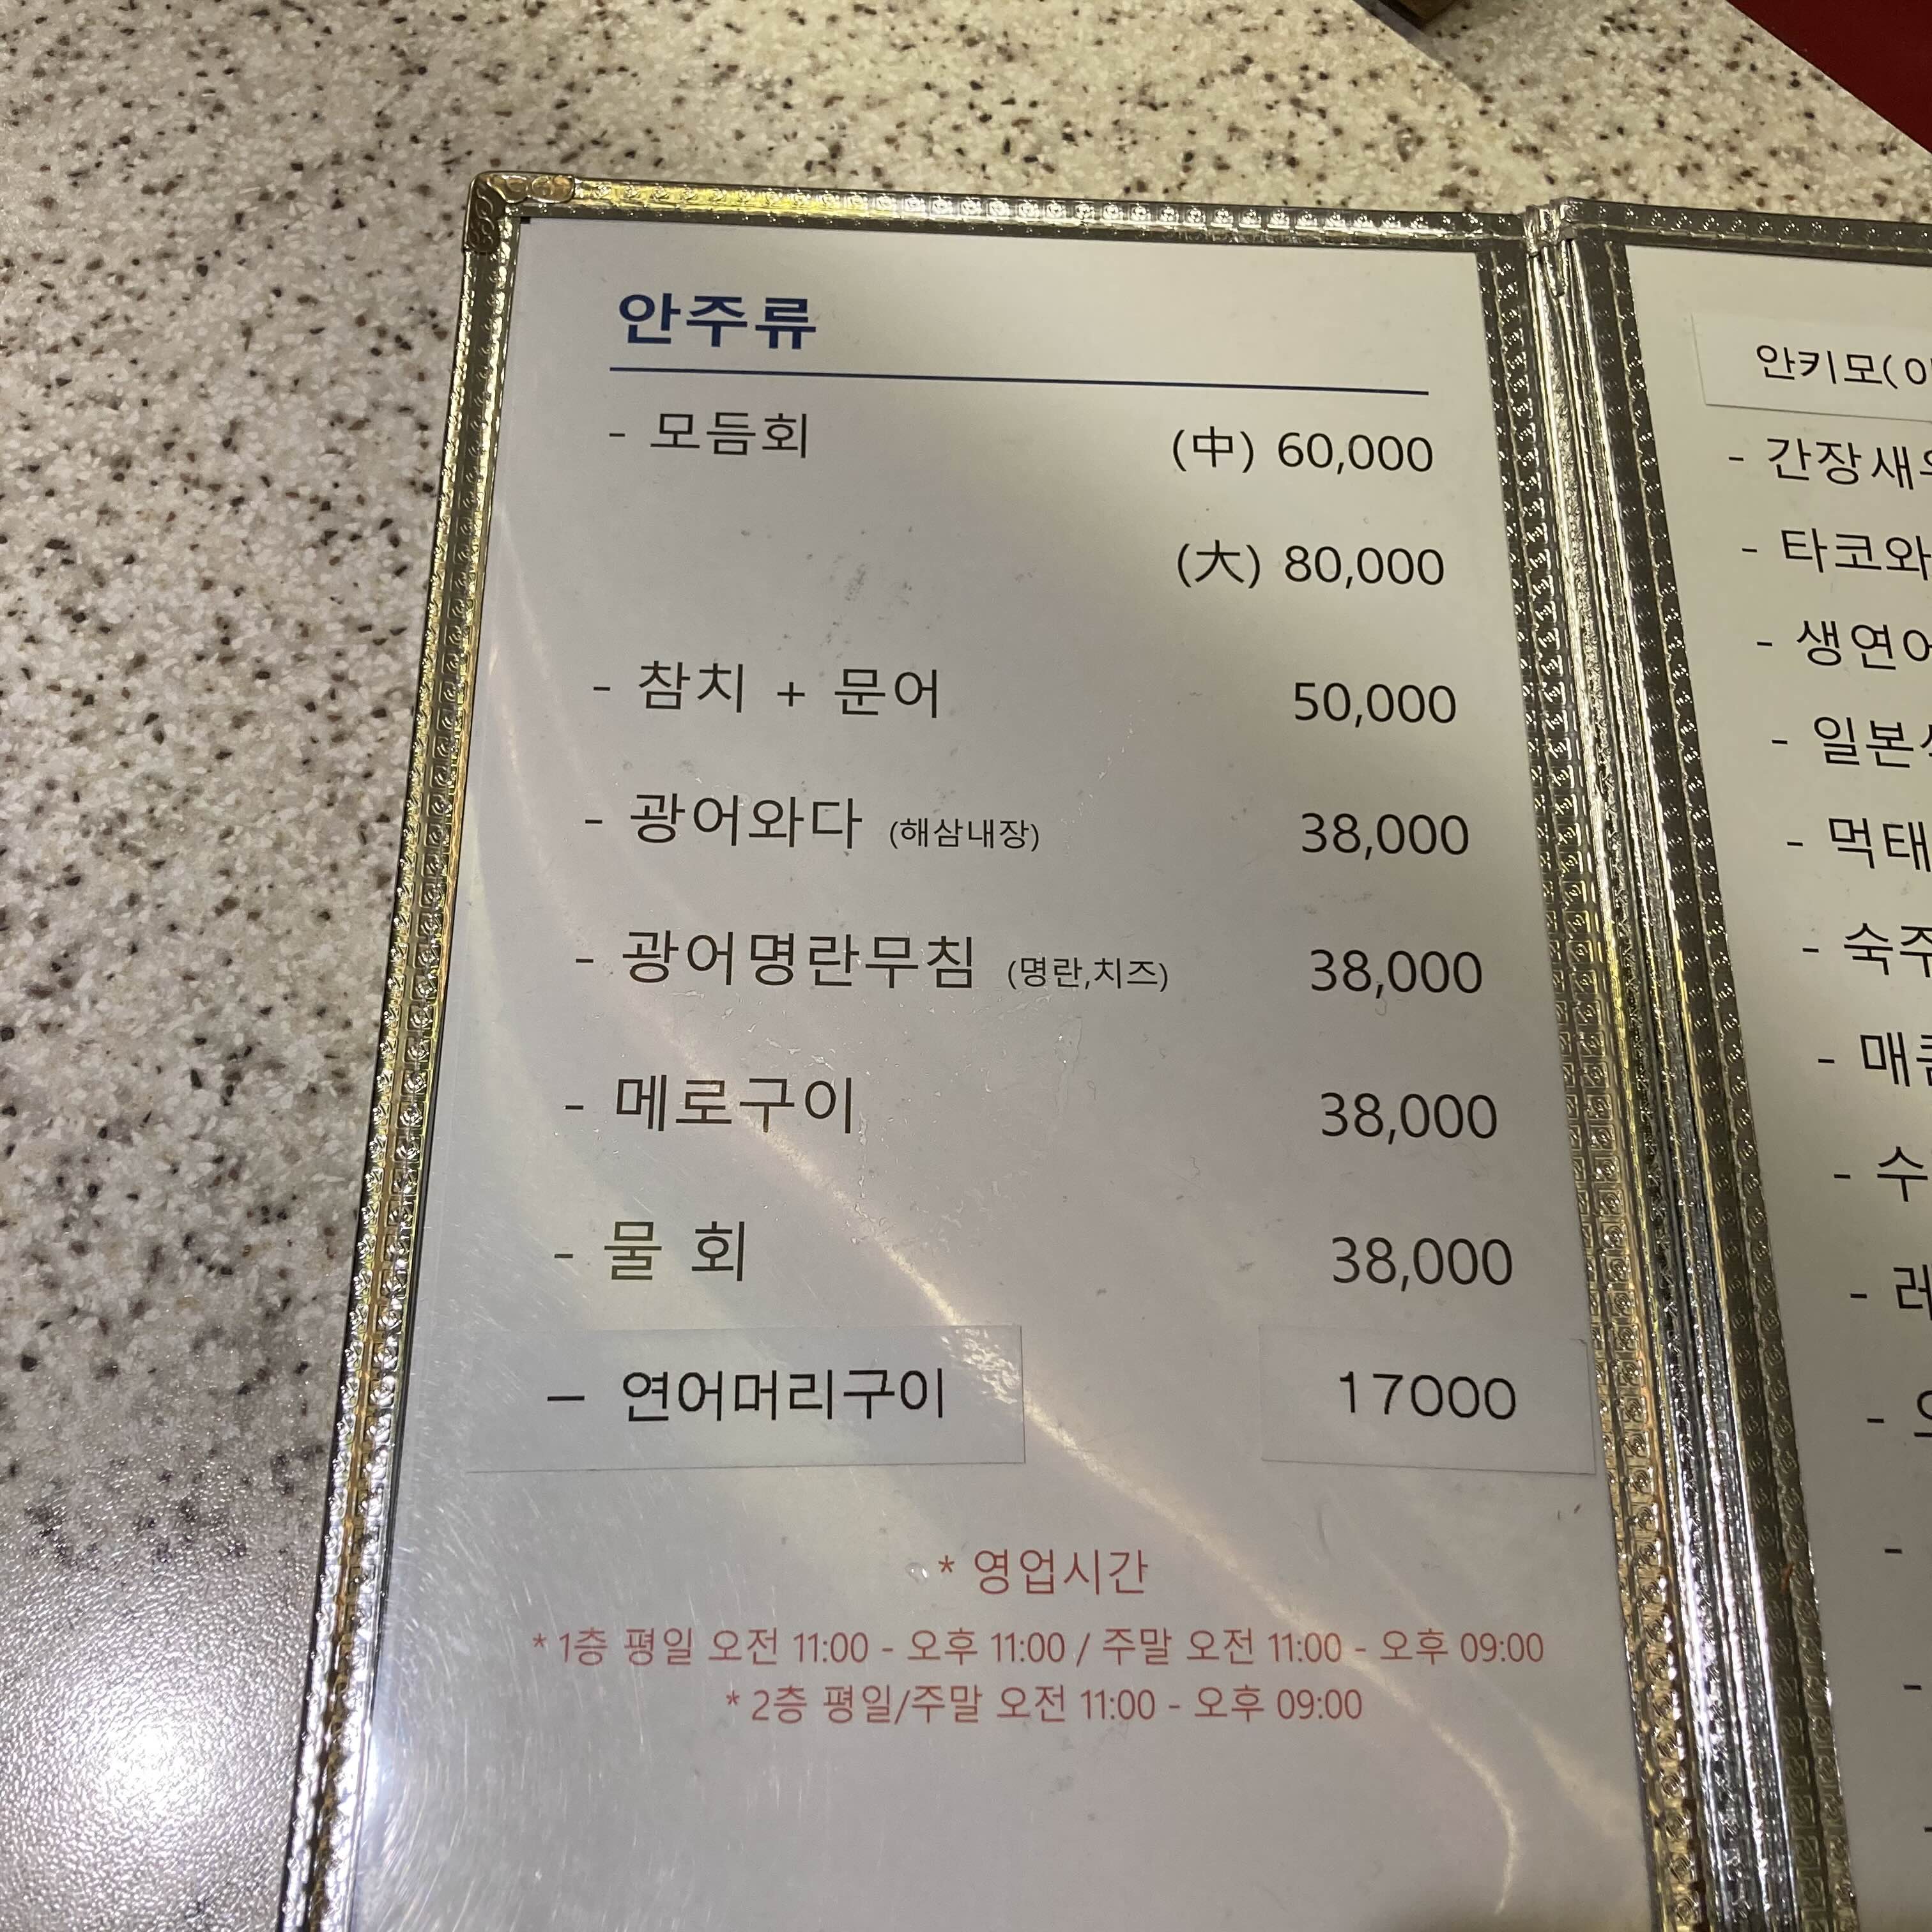 안주류
- 모듬회 (中) 60,000
(大) 80,000
- 참치 + 문어 50,000
- 광어와다 (해삼내장) 38,000
- 광어명란무침 (명란,치즈) 38,000
- 메로구이 38,000
- 물 회 38,000
- 연어머리구이 17000
* 영업시간
* 1층 평일 오전 11:00 - 오후 11:00 / 주말 오전 11:00 - 오후 09:00
* 2층 평일/주말 오전 11:00 - 오후 09:00
안키모(
- 간장
- 타코와
- 생연어
- 일본
- 먹태
- 숙주